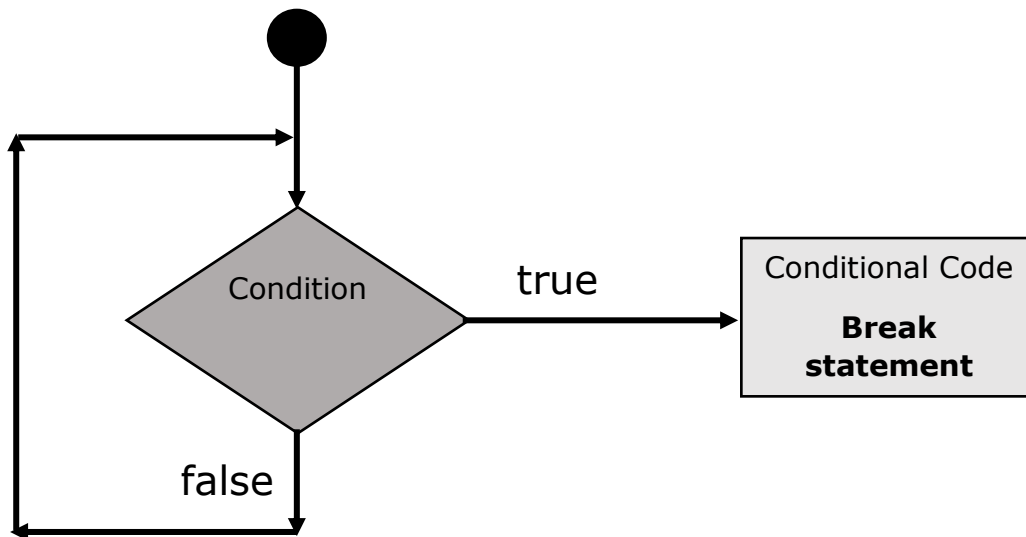 Condition
true
Conditional Code
Break
statement
false